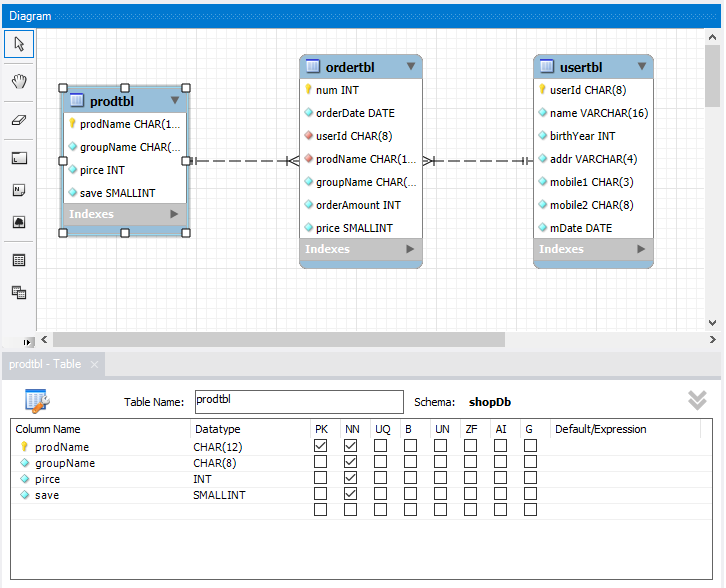 Diagram
prodtbl
prodName CHAR(1...
groupName CHAR(...
pirce INT
save SMALLINT
Indexes
ordertbl
num INT
orderDate DATE
userId CHAR(8)
prodName CHAR(1...
groupName CHAR(...
orderAmount INT
price SMALLINT
Indexes
usertbl
userId CHAR(8)
name VARCHAR(16)
birthYear INT
addr VARCHAR(4)
mobile1 CHAR(3)
mobile2 CHAR(8)
mDate DATE
Indexes
prodtbl - Table
Table Name: prodtbl Schema: shopDb
Column Name Datatype PK NN UQ B UN ZF AI G Default/Expression
prodName CHAR(12)
groupName CHAR(8)
pirce INT
save SMALLINT